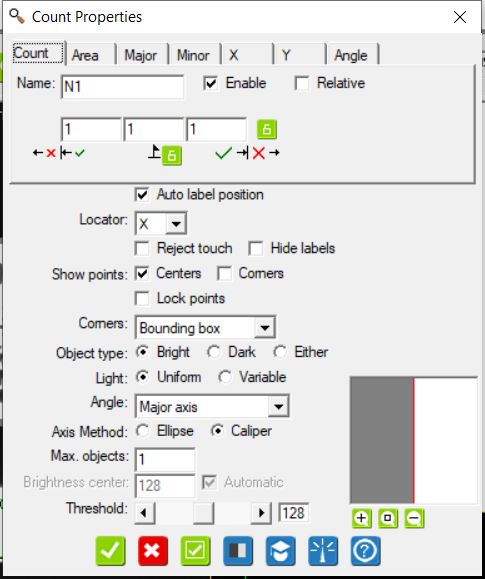 Count Properties
Count Area Major Minor X Y Angle
Name: N1 Enable Relative
1 1 1
Auto label position
Locator: X
Reject touch Hide labels
Show points: Centers Corners
Lock points
Corners: Bounding box
Object type: Bright Dark Either
Light: Uniform Variable
Angle: Major axis
Axis Method: Ellipse Caliper
Max. objects: 1
Brightness center: 128 Automatic
Threshold: 128